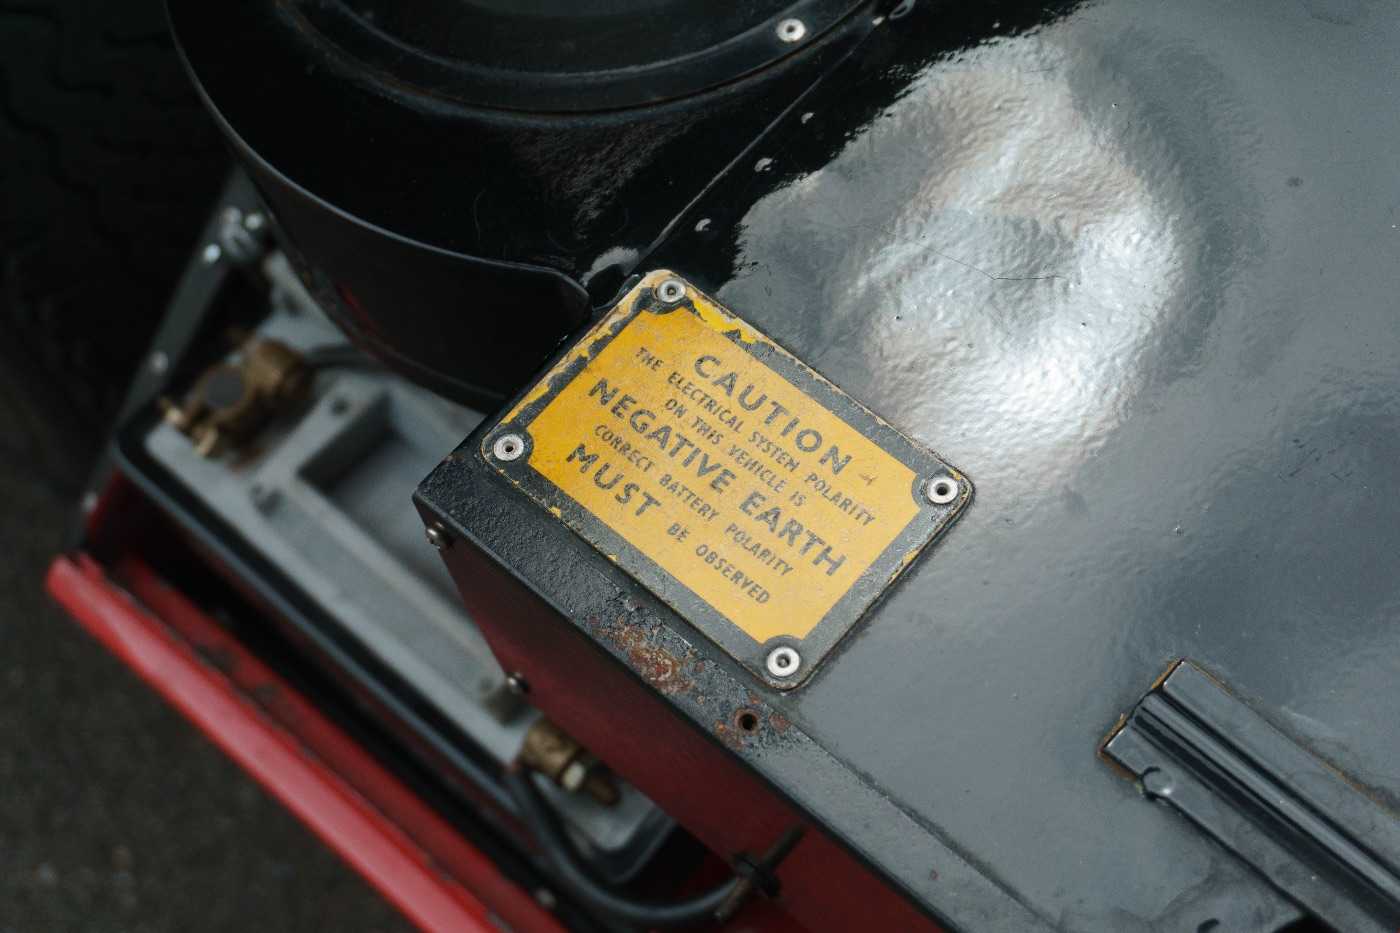 CAUTION
THE ELECTRICAL SYSTEM POLARITY
ON THIS VEHICLE IS
NEGATIVE EARTH
CORRECT BATTERY POLARITY
MUST BE OBSERVED